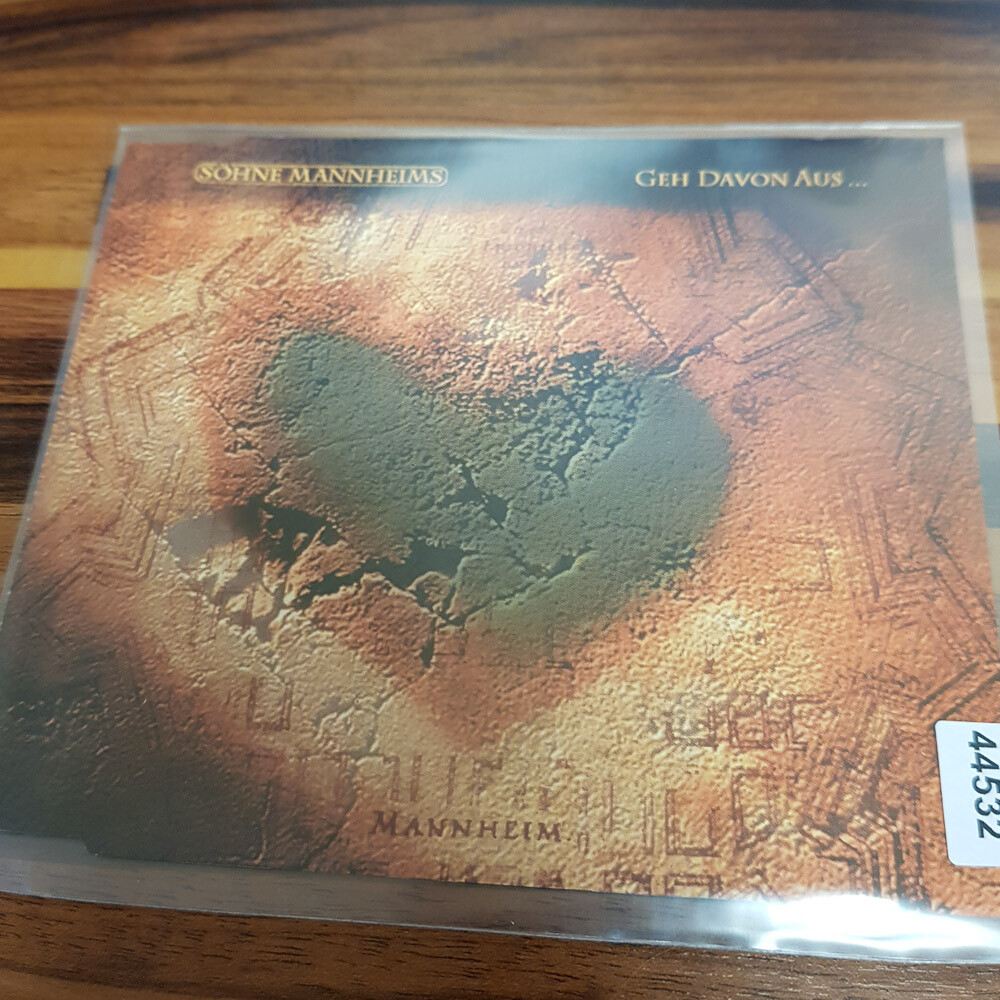 SÖHNE MANNHEIMS
GEH DAVON AUS ...
MANNHEIM
44532